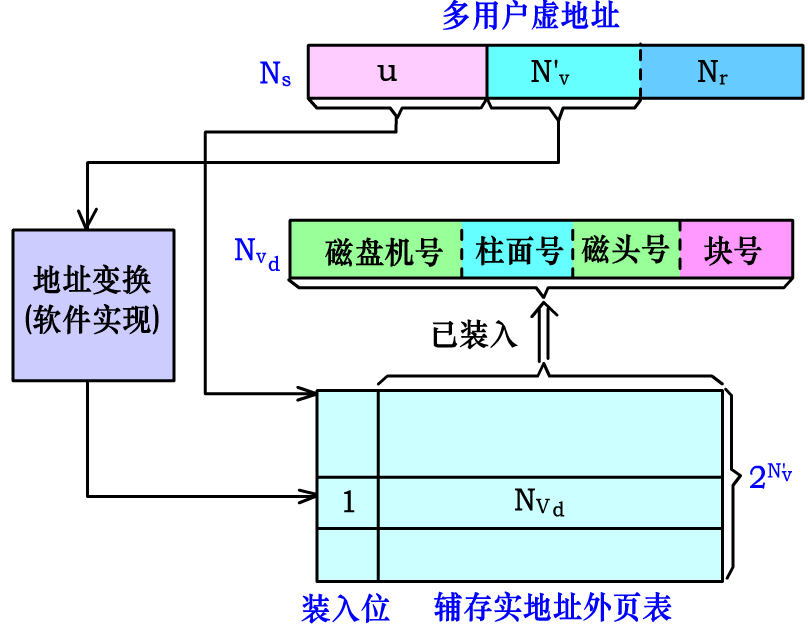 多用户虚地址
Ns u N'v Nr
Nvd 磁盘机号 柱面号 磁头号 块号
地址变换
(软件实现)
已装入
1 NVd
2N'v
装入位 辅存实地址外页表